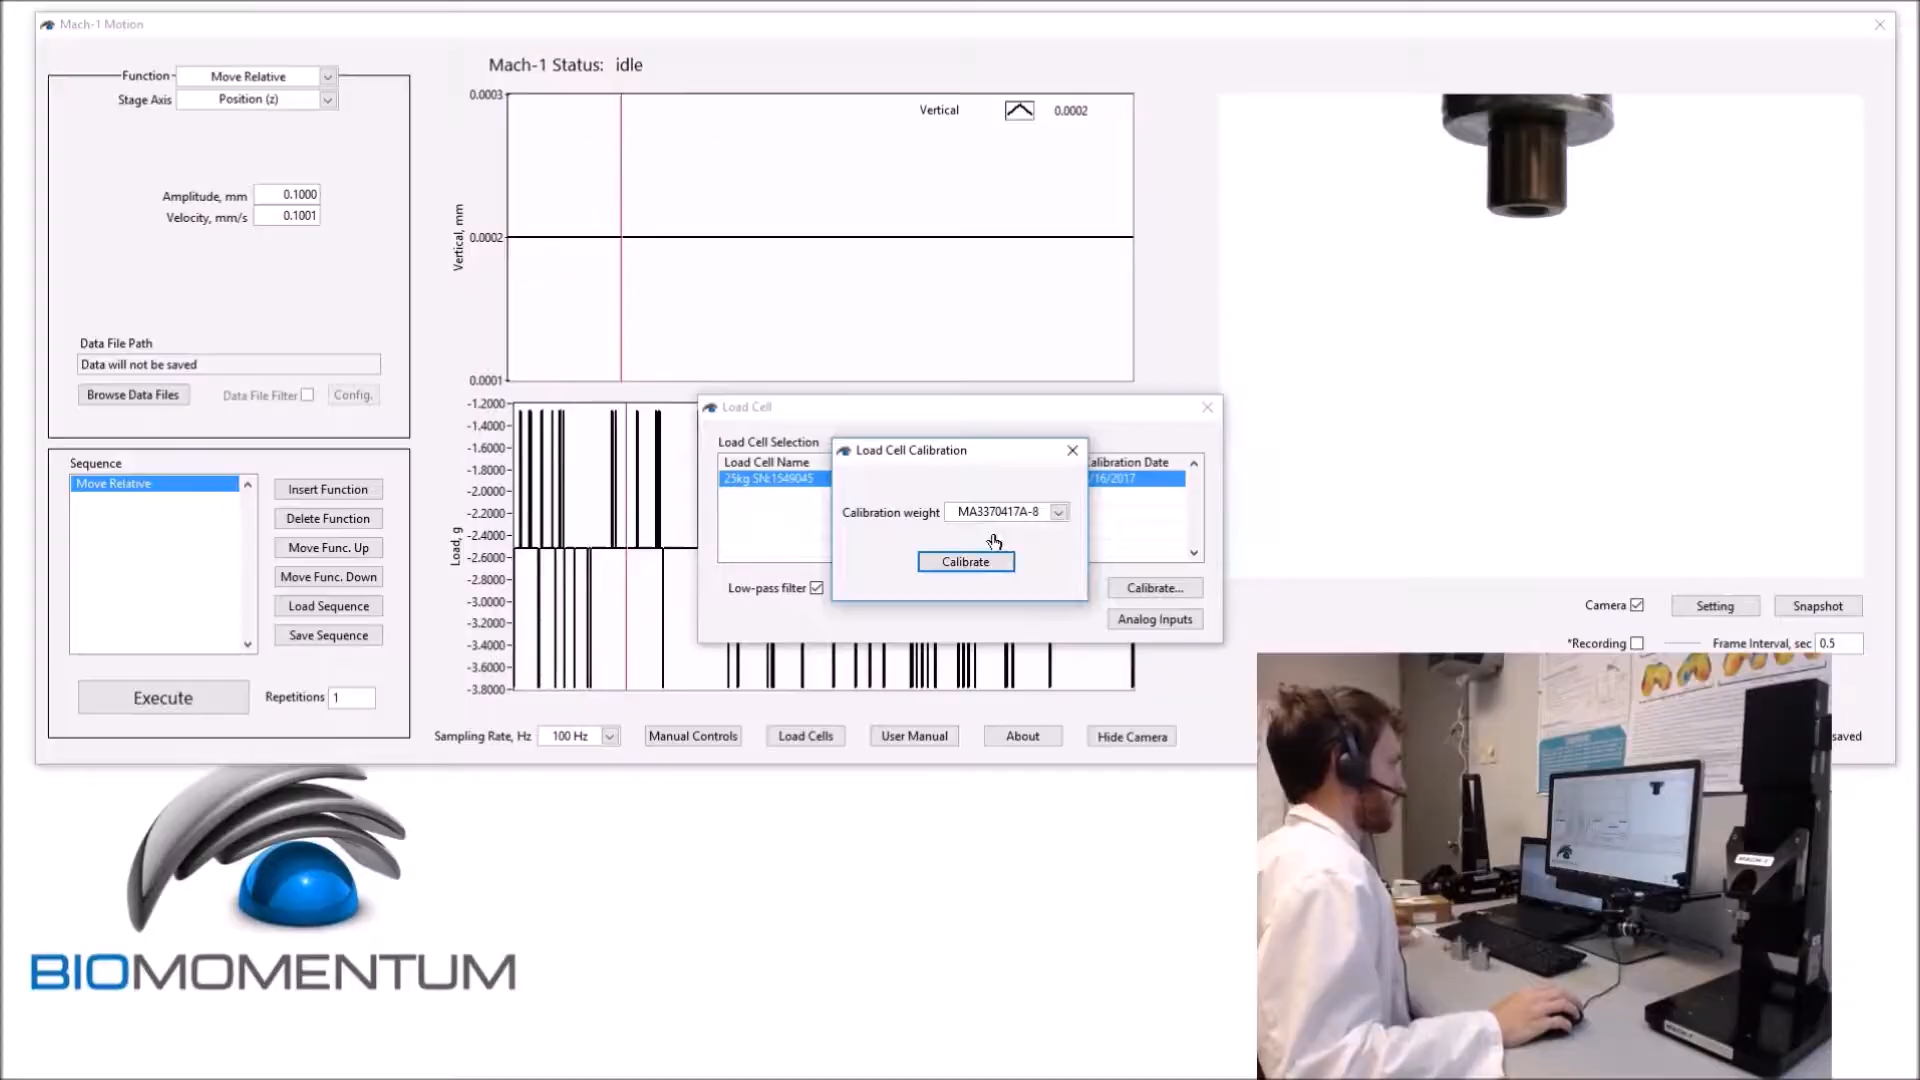 Mach-1 Motion
Function
Move Relative
Stage Axis
Position (z)
Amplitude, mm
0.1000
Velocity, mm/s
0.1001
Data File Path
Data will not be saved
Browse Data Files
Data File Filter
Config.
Sequence
Move Relative
Insert Function
Delete Function
Move Func. Up
Move Func. Down
Load Sequence
Save Sequence
Execute
Repetitions
1
Mach-1 Status: idle
Vertical
0.0002
Vertical, mm
0.0003
0.0002
0.0001
Load, g
-1.2000
-1.4000
-1.6000
-1.8000
-2.0000
-2.2000
-2.4000
-2.6000
-2.8000
-3.0000
-3.2000
-3.4000
-3.6000
-3.8000
Load Cell
Load Cell Selection
Load Cell Name
alibration Date
25kg SN:1549045
/16/2017
Low-pass filter
Calibrate...
Analog Inputs
Load Cell Calibration
Calibration weight
MA3370417A-8
Calibrate
Sampling Rate, Hz
100 Hz
Manual Controls
Load Cells
User Manual
About
Hide Camera
Camera
Setting
Snapshot
*Recording
Frame Interval, sec
0.5
saved
BIOMOMENTUM
MACH-1
MACH-1